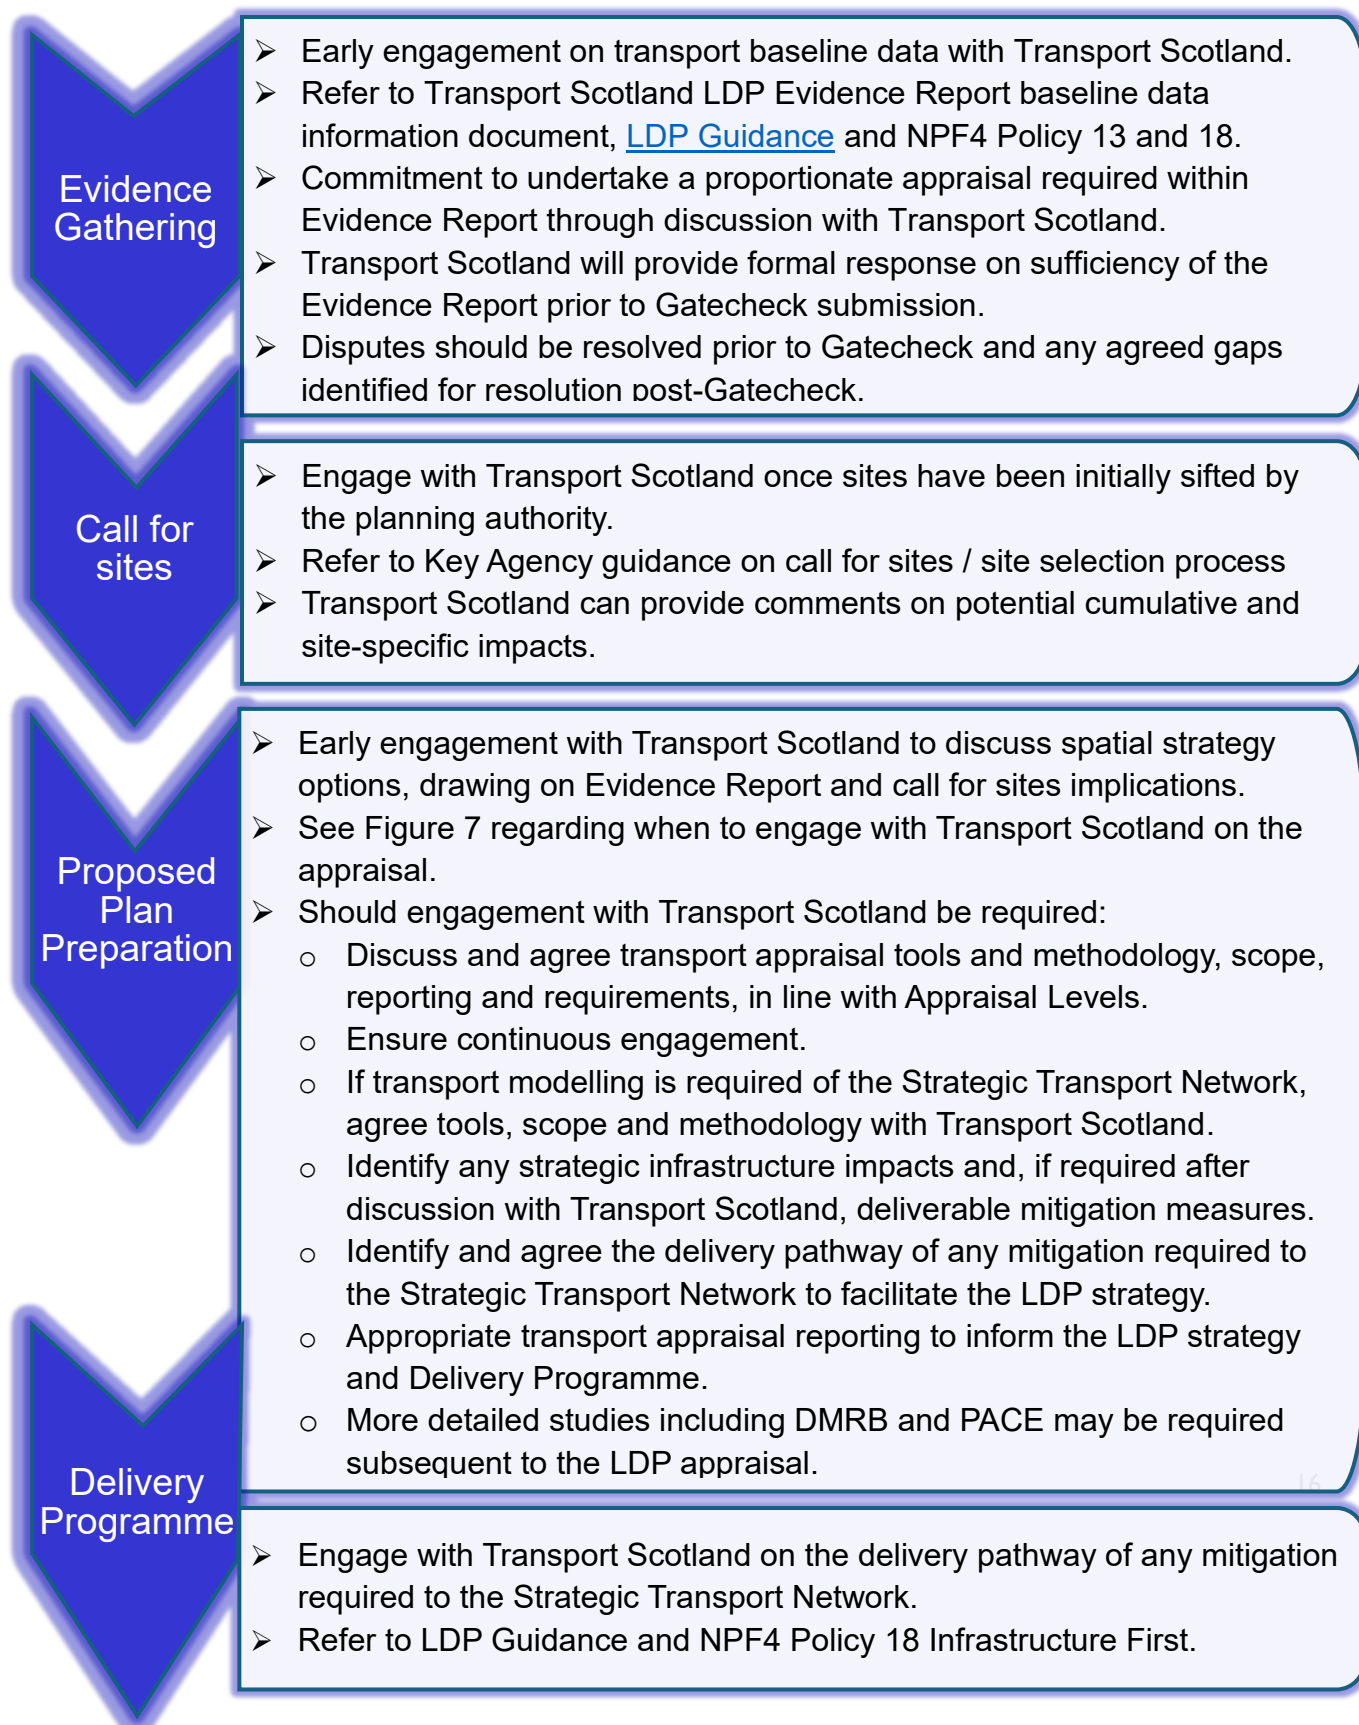 Evidence
Gathering
➢ Early engagement on transport baseline data with Transport Scotland.
➢ Refer to Transport Scotland LDP Evidence Report baseline data
information document, LDP Guidance and NPF4 Policy 13 and 18.
➢ Commitment to undertake a proportionate appraisal required within
Evidence Report through discussion with Transport Scotland.
➢ Transport Scotland will provide formal response on sufficiency of the
Evidence Report prior to Gatecheck submission.
➢ Disputes should be resolved prior to Gatecheck and any agreed gaps
identified for resolution post-Gatecheck.
Call for
sites
➢ Engage with Transport Scotland once sites have been initially sifted by
the planning authority.
➢ Refer to Key Agency guidance on call for sites / site selection process
➢ Transport Scotland can provide comments on potential cumulative and
site-specific impacts.
Proposed
Plan
Preparation
➢ Early engagement with Transport Scotland to discuss spatial strategy
options, drawing on Evidence Report and call for sites implications.
➢ See Figure 7 regarding when to engage with Transport Scotland on the
appraisal.
➢ Should engagement with Transport Scotland be required:
o Discuss and agree transport appraisal tools and methodology, scope,
reporting and requirements, in line with Appraisal Levels.
o Ensure continuous engagement.
o If transport modelling is required of the Strategic Transport Network,
agree tools, scope and methodology with Transport Scotland.
o Identify any strategic infrastructure impacts and, if required after
discussion with Transport Scotland, deliverable mitigation measures.
o Identify and agree the delivery pathway of any mitigation required to
the Strategic Transport Network to facilitate the LDP strategy.
o Appropriate transport appraisal reporting to inform the LDP strategy
and Delivery Programme.
o More detailed studies including DMRB and PACE may be required
subsequent to the LDP appraisal.
16
Delivery
Programme
➢ Engage with Transport Scotland on the delivery pathway of any mitigation
required to the Strategic Transport Network.
➢ Refer to LDP Guidance and NPF4 Policy 18 Infrastructure First.